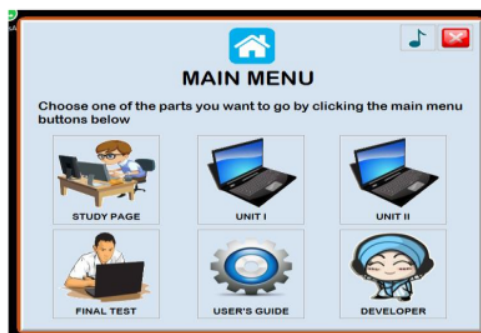 MAIN MENU
Choose one of the parts you want to go by clicking the main menu
buttons below
STUDY PAGE
UNIT I
UNIT II
FINAL TEST
USER'S GUIDE
DEVELOPER